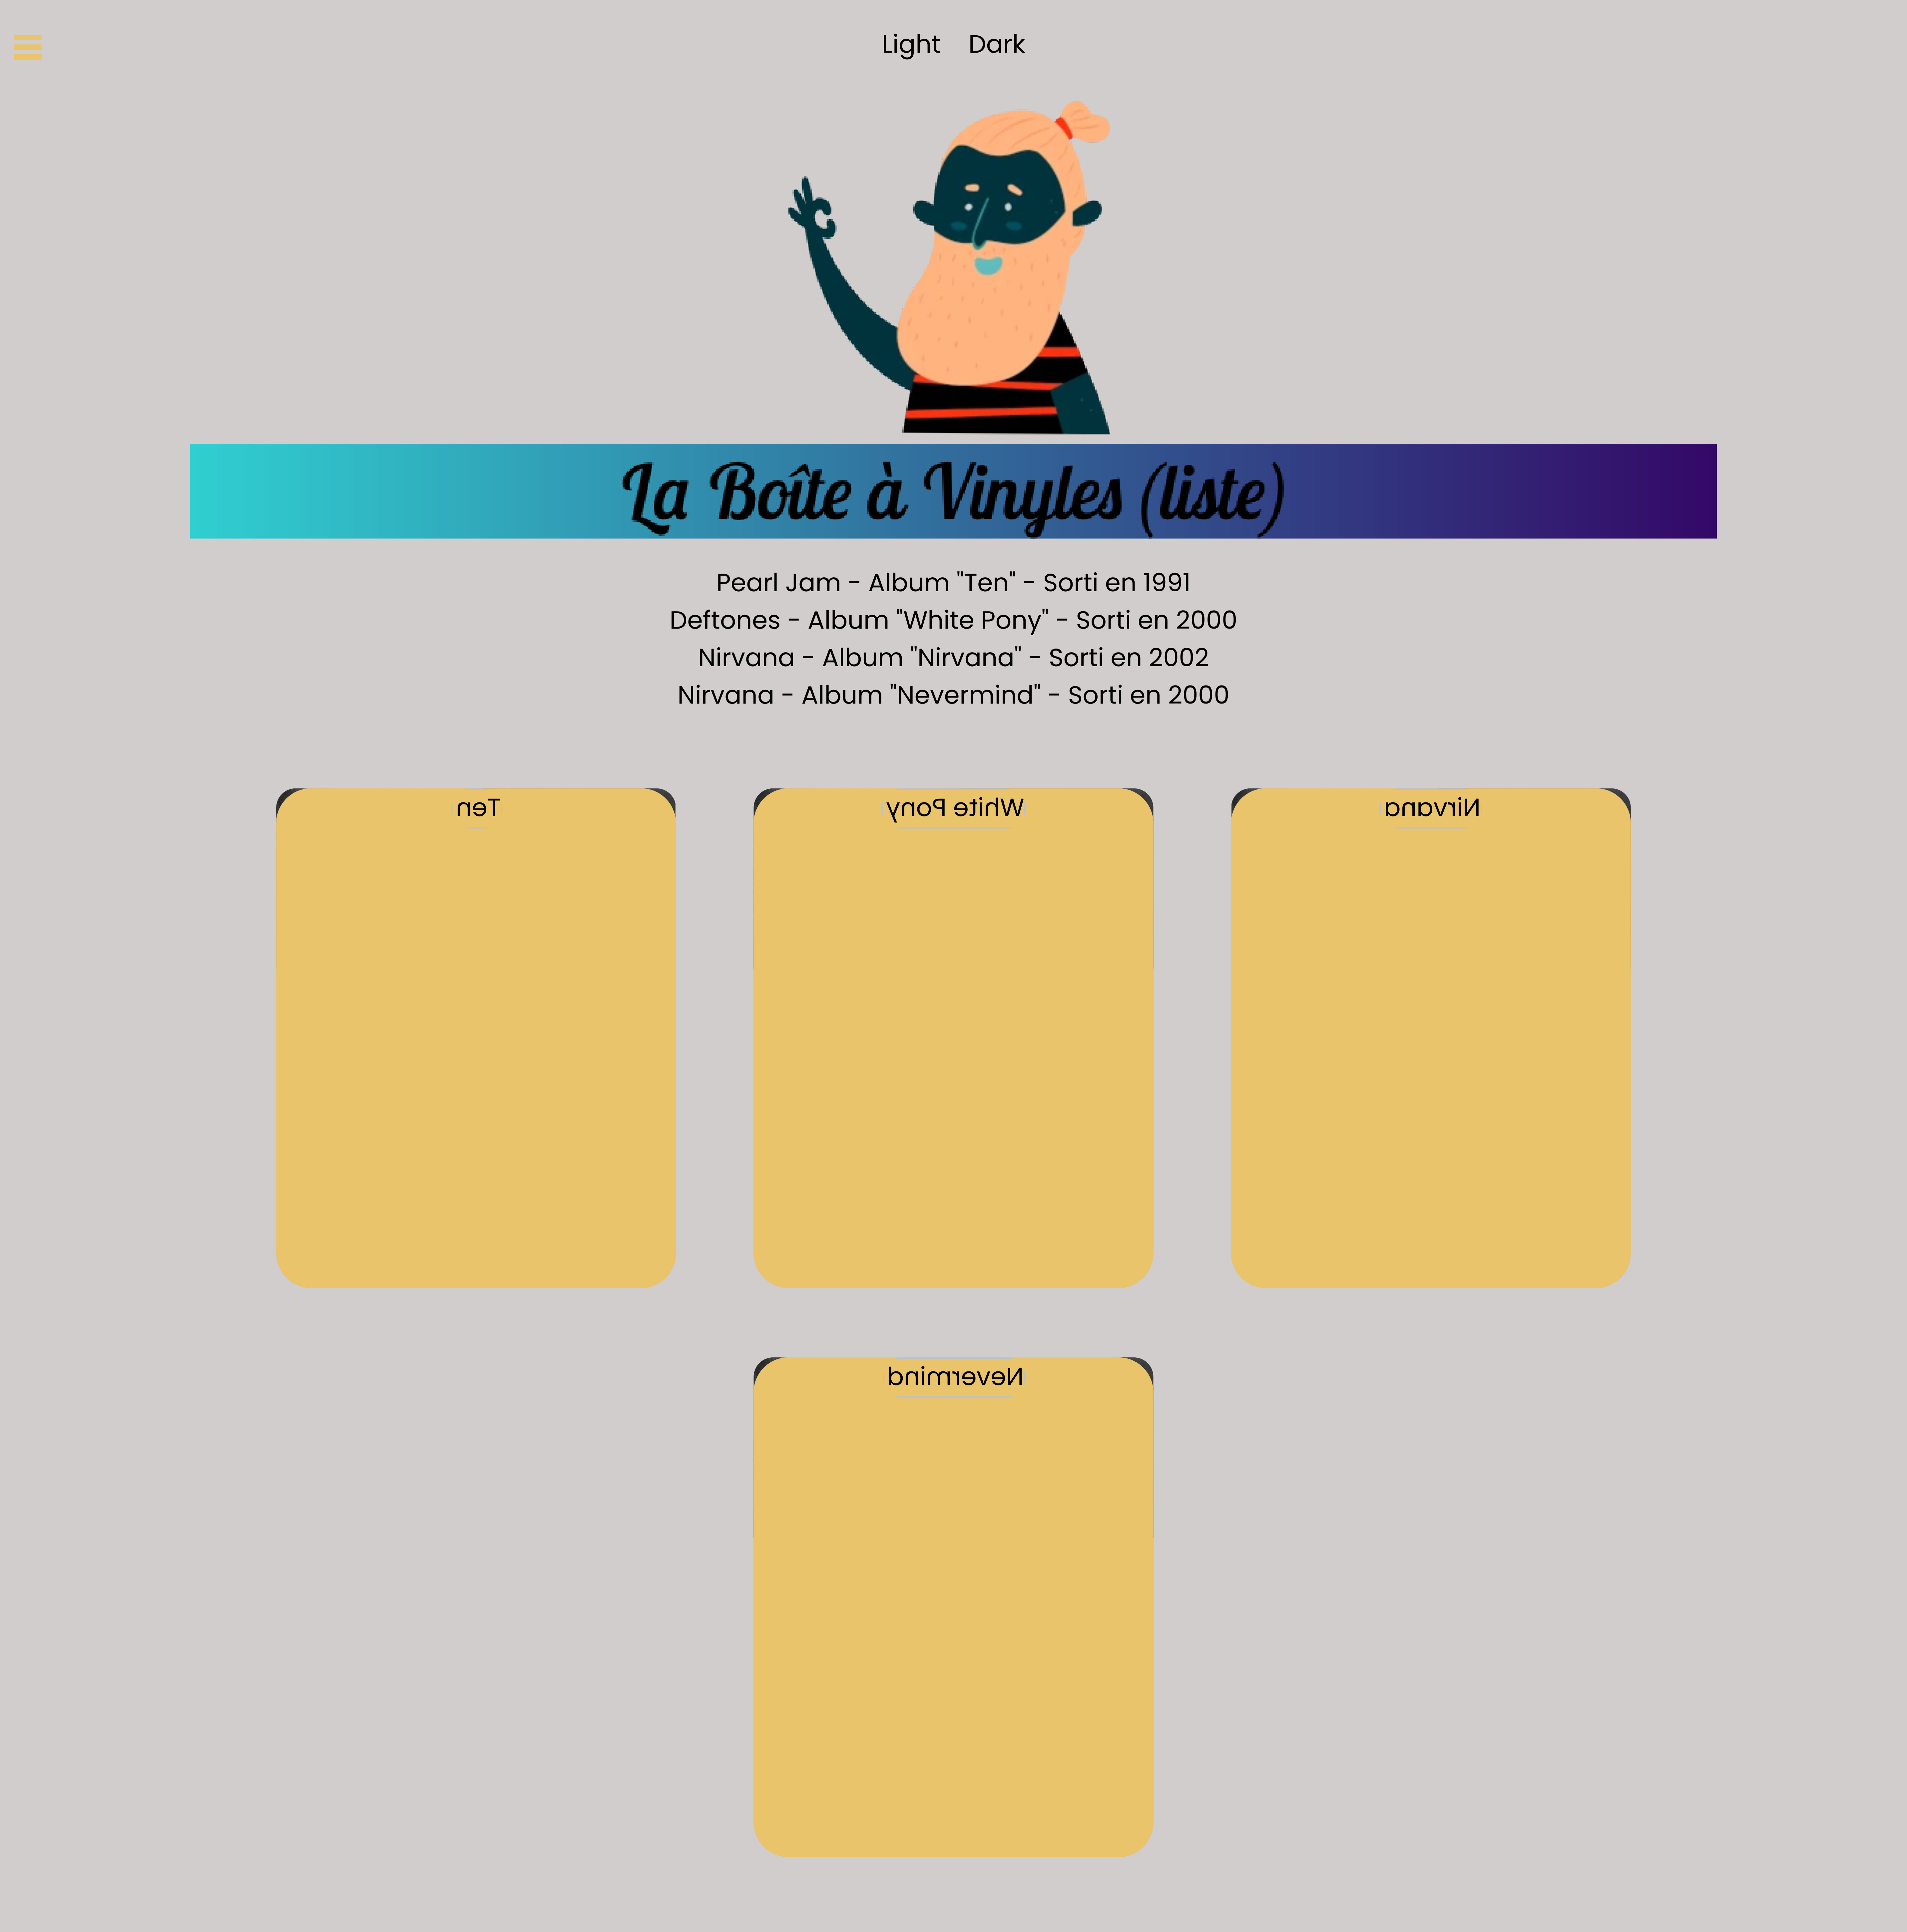 Light Dark
La Boîte à Vinyles (liste)
Pearl Jam - Album "Ten" - Sorti en 1991
Deftones - Album "White Pony" - Sorti en 2000
Nirvana - Album "Nirvana" - Sorti en 2002
Nirvana - Album "Nevermind" - Sorti en 2000
Ten
White Pony
Nirvana
Nevermind